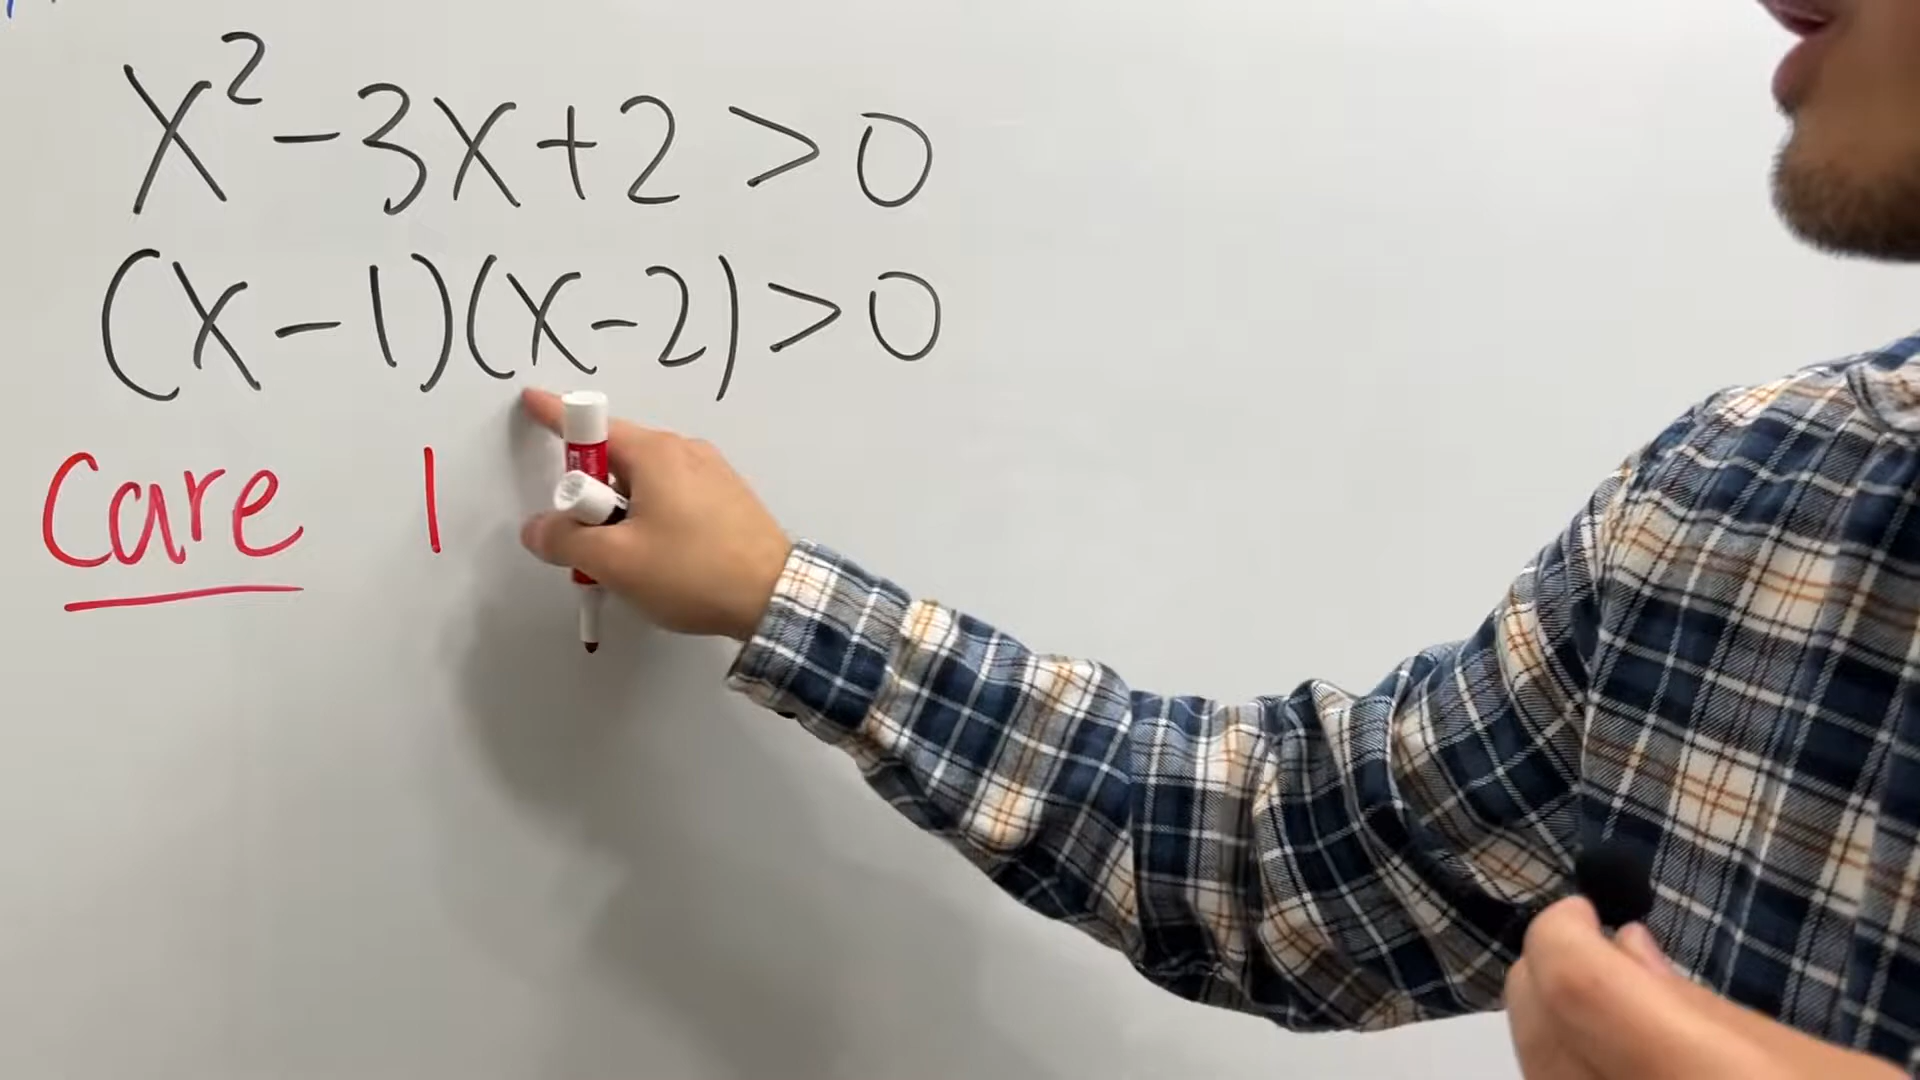 x² - 3x + 2 > 0
(x - 1)(x - 2) > 0
Care 1